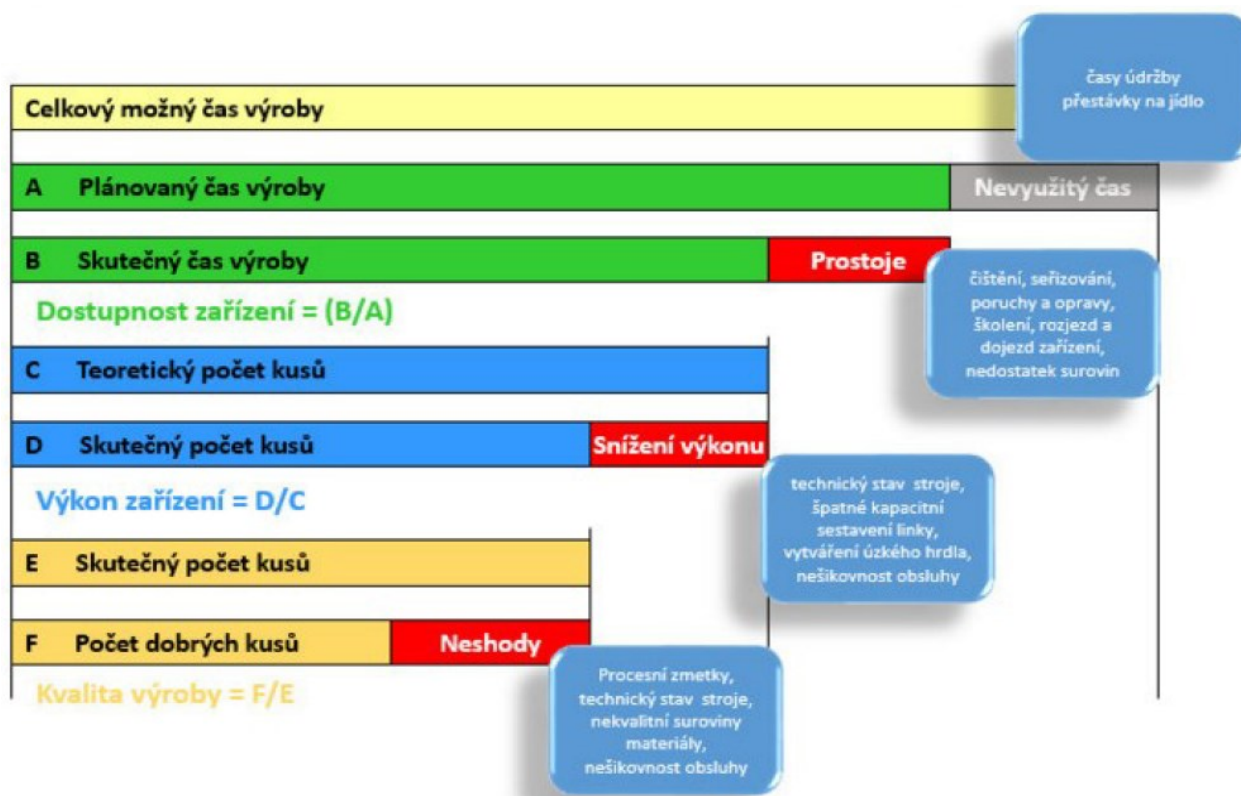 časy údržby
přestávky na jídlo
Celkový možný čas výroby
A Plánovaný čas výroby
Nevyužitý čas
B Skutečný čas výroby
Prostoje
Dostupnost zařízení = (B/A)
čištění, seřizování,
poruchy a opravy,
školení, rozjezd a
dojezd zařízení,
nedostatek surovin
C Teoretický počet kusů
D Skutečný počet kusů
Snížení výkonu
Výkon zařízení = D/C
technický stav stroje,
špatné kapacitní
sestavení linky,
vytváření úzkého hrdla,
nešikovnost obsluhy
E Skutečný počet kusů
F Počet dobrých kusů
Neshody
Kvalita výroby = F/E
Procesní zmetky,
technický stav stroje,
nekvalitní suroviny
materiály,
nešikovnost obsluhy